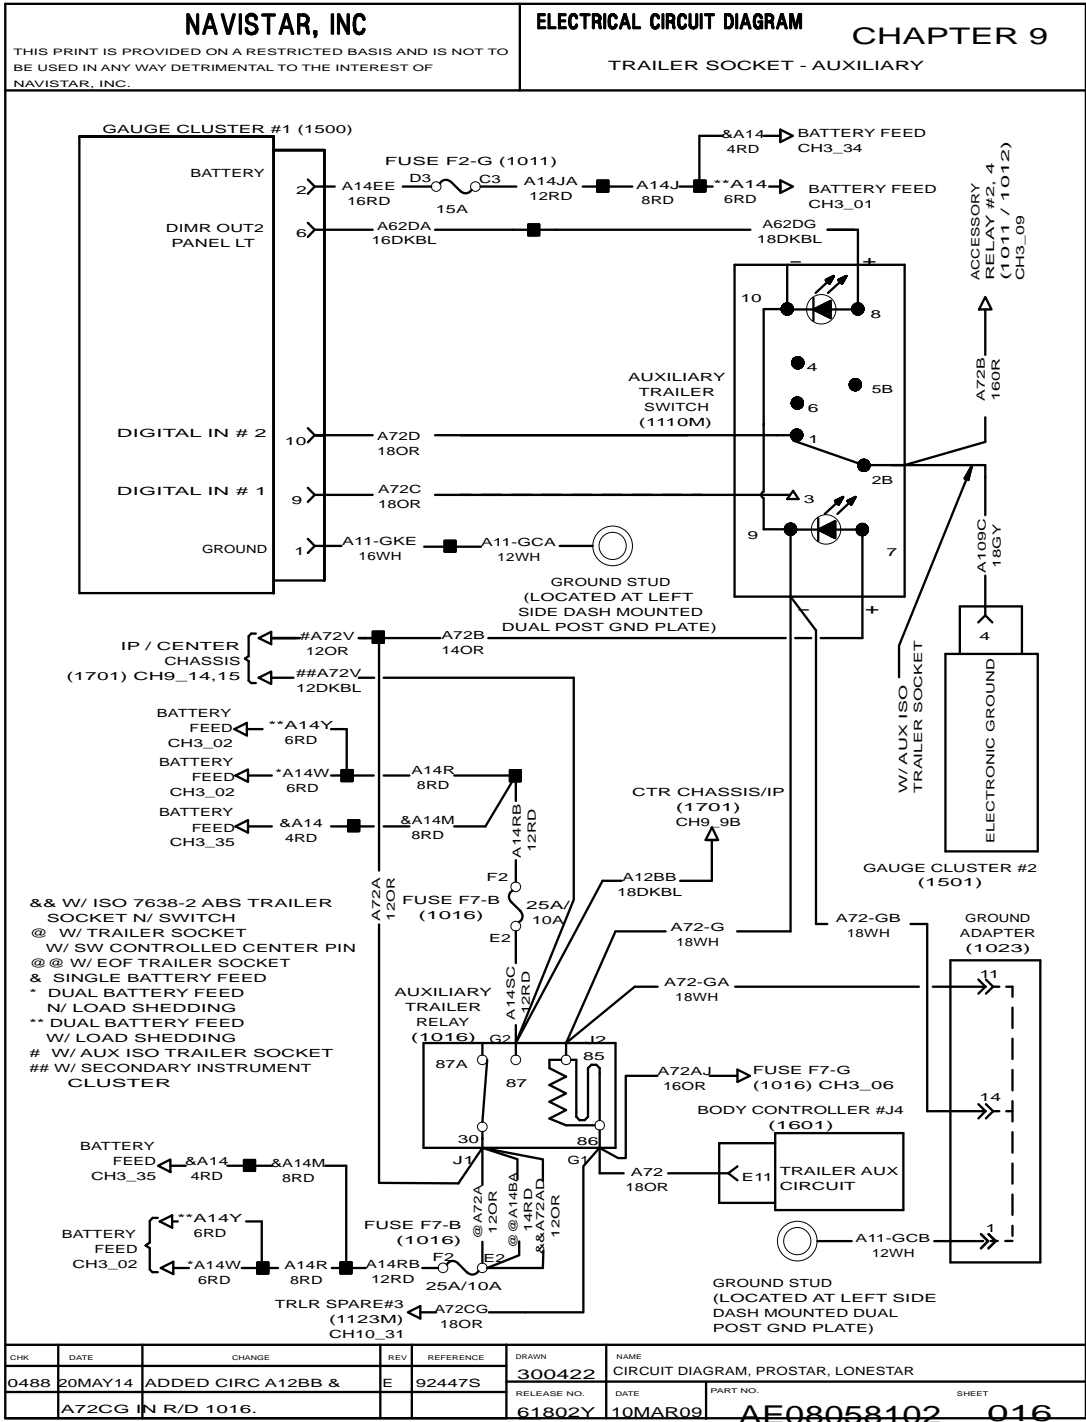 NAVISTAR, INC
THIS PRINT IS PROVIDED ON A RESTRICTED BASIS AND IS NOT TO
BE USED IN ANY WAY DETRIMENTAL TO THE INTEREST OF
NAVISTAR, INC.
ELECTRICAL CIRCUIT DIAGRAM
CHAPTER 9
TRAILER SOCKET - AUXILIARY
GAUGE CLUSTER #1 (1500)
BATTERY
2
A14EE
16RD
FUSE F2-G (1011)
D3
C3
15A
A14JA
12RD
A14J
8RD
&A14
4RD
BATTERY FEED
CH3_34
**A14
6RD
BATTERY FEED
CH3_01
DIMR OUT2
PANEL LT
6
A62DA
16DKBL
A62DG
18DKBL
ACCESSORY
RELAY #2, 4
(1011 / 1012)
CH3_09
A72B
160R
- +
10
8
4
5B
6
1
2B
3
9
7
- +
AUXILIARY
TRAILER
SWITCH
(1110M)
DIGITAL IN # 2
10
A72D
18OR
DIGITAL IN # 1
9
A72C
18OR
GROUND
1
A11-GKE
16WH
A11-GCA
12WH
GROUND STUD
(LOCATED AT LEFT
SIDE DASH MOUNTED
DUAL POST GND PLATE)
A109C
18GY
4
ELECTRONIC GROUND
GAUGE CLUSTER #2
(1501)
W/ AUX ISO
TRAILER SOCKET
IP / CENTER
CHASSIS
(1701) CH9_14,15
#A72V
12OR
A72B
14OR
##A72V
12DKBL
BATTERY
FEED
CH3_02
**A14Y
6RD
BATTERY
FEED
CH3_02
*A14W
6RD
A14R
8RD
BATTERY
FEED
CH3_35
&A14
4RD
&A14M
8RD
A14RB
12RD
CTR CHASSIS/IP
(1701)
CH9_9B
A72A
12OR
F2
FUSE F7-B
(1016)
25A/
10A
E2
A12BB
18DKBL
A72-G
18WH
A72-GB
18WH
GROUND
ADAPTER
(1023)
A14SC
12RD
A72-GA
18WH
11
14
1
&& W/ ISO 7638-2 ABS TRAILER
SOCKET N/ SWITCH
@ W/ TRAILER SOCKET
W/ SW CONTROLLED CENTER PIN
@@ W/ EOF TRAILER SOCKET
& SINGLE BATTERY FEED
* DUAL BATTERY FEED
N/ LOAD SHEDDING
** DUAL BATTERY FEED
W/ LOAD SHEDDING
# W/ AUX ISO TRAILER SOCKET
## W/ SECONDARY INSTRUMENT
CLUSTER
AUXILIARY
TRAILER
RELAY
(1016)
G2
J2
87A
87
85
30
86
J1
G1
A72AJ
16OR
FUSE F7-G
(1016) CH3_06
BODY CONTROLLER #J4
(1601)
A72
18OR
E11
TRAILER AUX
CIRCUIT
A11-GCB
12WH
GROUND STUD
(LOCATED AT LEFT SIDE
DASH MOUNTED DUAL
POST GND PLATE)
BATTERY
FEED
CH3_35
&A14
4RD
&A14M
8RD
BATTERY
FEED
CH3_02
**A14Y
6RD
*A14W
6RD
A14R
8RD
A14RB
12RD
FUSE F7-B
(1016)
F2
E2
25A/10A
@A72A
12OR
@@A14BA
14RD
&&A72AD
12OR
TRLR SPARE#3
(1123M)
CH10_31
A72CG
18OR
CHK DATE CHANGE REV REFERENCE
0488 20MAY14 ADDED CIRC A12BB & E 92447S
A72CG IN R/D 1016.
DRAWN
300422
NAME
CIRCUIT DIAGRAM, PROSTAR, LONESTAR
RELEASE NO.
61802Y
DATE
10MAR09
PART NO.
AE08058102
SHEET
016